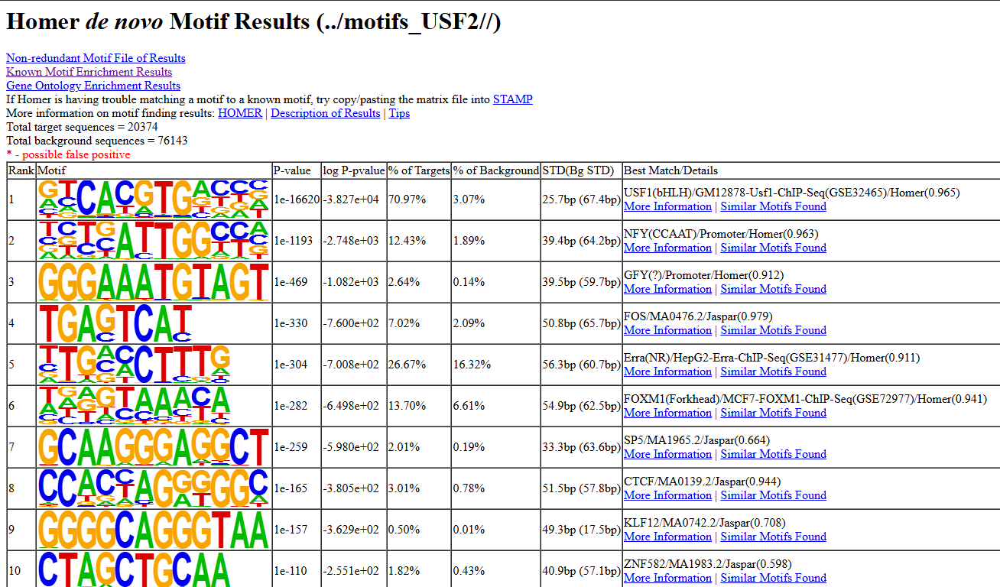 Homer de novo Motif Results (../motifs_USF2//)
Non-redundant Motif File of Results
Known Motif Enrichment Results
Gene Ontology Enrichment Results
If Homer is having trouble matching a motif to a known motif, try copy/pasting the matrix file into STAMP
More information on motif finding results: HOMER | Description of Results | Tips
Total target sequences = 20374
Total background sequences = 76143
* - possible false positive
Rank Motif P-value log P-pvalue % of Targets % of Background STD(Bg STD) Best Match/Details
1 GTCACGTGACCC 1e-16620 -3.827e+04 70.97% 3.07% 25.7bp (67.4bp) USF1(bHLH)/GM12878-Usf1-ChIP-Seq(GSE32465)/Homer(0.965)
More Information | Similar Motifs Found
2 TCTGATTGGCCA 1e-1193 -2.748e+03 12.43% 1.89% 39.4bp (64.2bp) NFY(CCAAT)/Promoter/Homer(0.963)
More Information | Similar Motifs Found
3 GGGAAATGTAGT 1e-469 -1.082e+03 2.64% 0.14% 39.5bp (59.7bp) GFY(?)/Promoter/Homer(0.912)
More Information | Similar Motifs Found
4 TGAGTCAT 1e-330 -7.600e+02 7.02% 2.09% 50.8bp (65.7bp) FOS/MA0476.2/Jaspar(0.979)
More Information | Similar Motifs Found
5 TTGACCTTTG 1e-304 -7.008e+02 26.67% 16.32% 56.3bp (60.7bp) Erra(NR)/HepG2-Erra-ChIP-Seq(GSE31477)/Homer(0.911)
More Information | Similar Motifs Found
6 TGAGTAAACA 1e-282 -6.498e+02 13.70% 6.61% 54.9bp (62.5bp) FOXM1(Forkhead)/MCF7-FOXM1-ChIP-Seq(GSE72977)/Homer(0.941)
More Information | Similar Motifs Found
7 GCAAGGGAGGCT 1e-259 -5.980e+02 2.01% 0.19% 33.3bp (63.6bp) SP5/MA1965.2/Jaspar(0.664)
More Information | Similar Motifs Found
8 CCACTAGGGGGC 1e-165 -3.805e+02 3.01% 0.78% 51.5bp (57.8bp) CTCF/MA0139.2/Jaspar(0.944)
More Information | Similar Motifs Found
9 GGGGCAGGGTAA 1e-157 -3.629e+02 0.50% 0.01% 49.3bp (17.5bp) KLF12/MA0742.2/Jaspar(0.708)
More Information | Similar Motifs Found
10 CTAGCTGCAA 1e-110 -2.551e+02 1.82% 0.43% 40.9bp (57.1bp) ZNF582/MA1983.2/Jaspar(0.598)
More Information | Similar Motifs Found